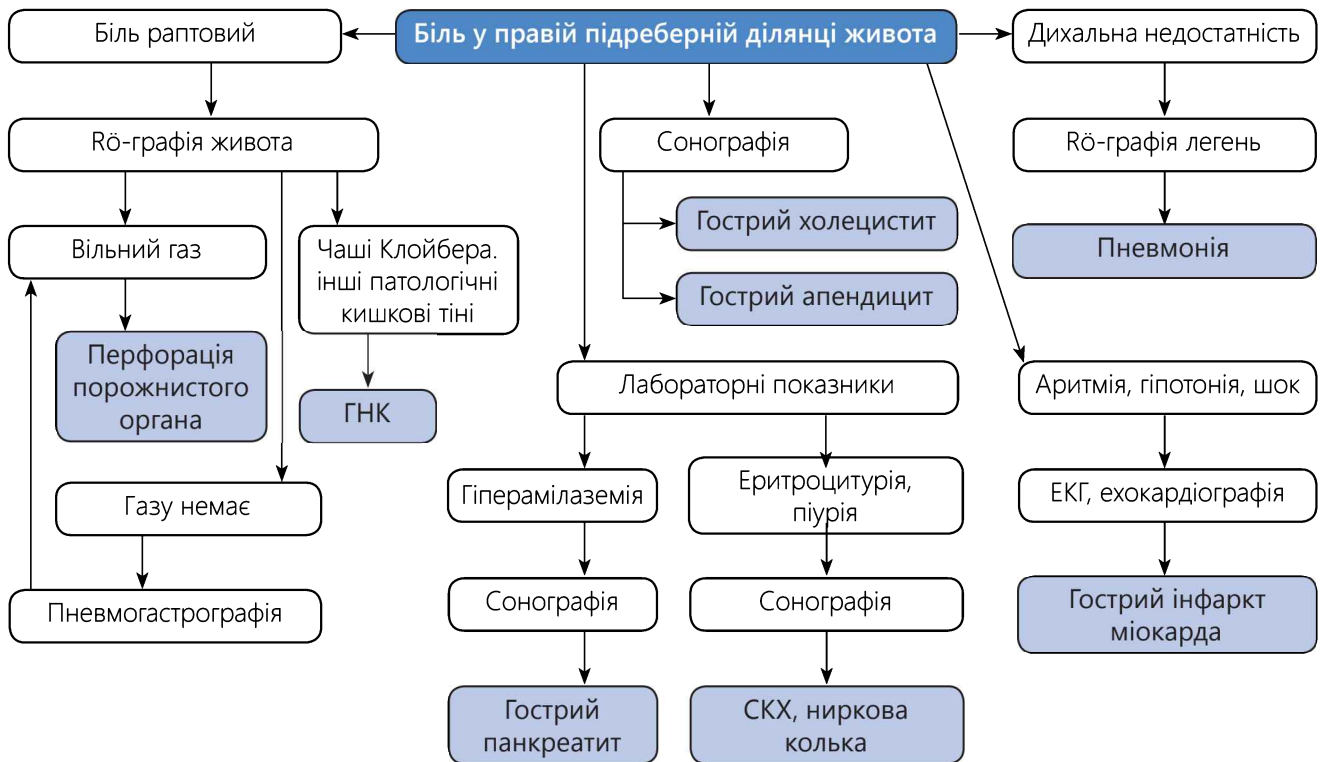 Біль раптовий
Біль у правій підреберній ділянці живота
Дихальна недостатність
Rö-графія живота
Сонографія
Rö-графія легень
Вільний газ
Чаші Клойбера.
інші патологічні
кишкові тіні
Гострий холецистит
Гострий апендицит
Пневмонія
Перфорація
порожнистого
органа
ГНК
Лабораторні показники
Аритмія, гіпотонія, шок
Газу немає
Гіперамілаземія
Еритроцитурія,
піурія
ЕКГ, ехокардіографія
Пневмогастрографія
Сонографія
Сонографія
Гострий інфаркт
міокарда
Гострий
панкреатит
СКХ, ниркова
колька